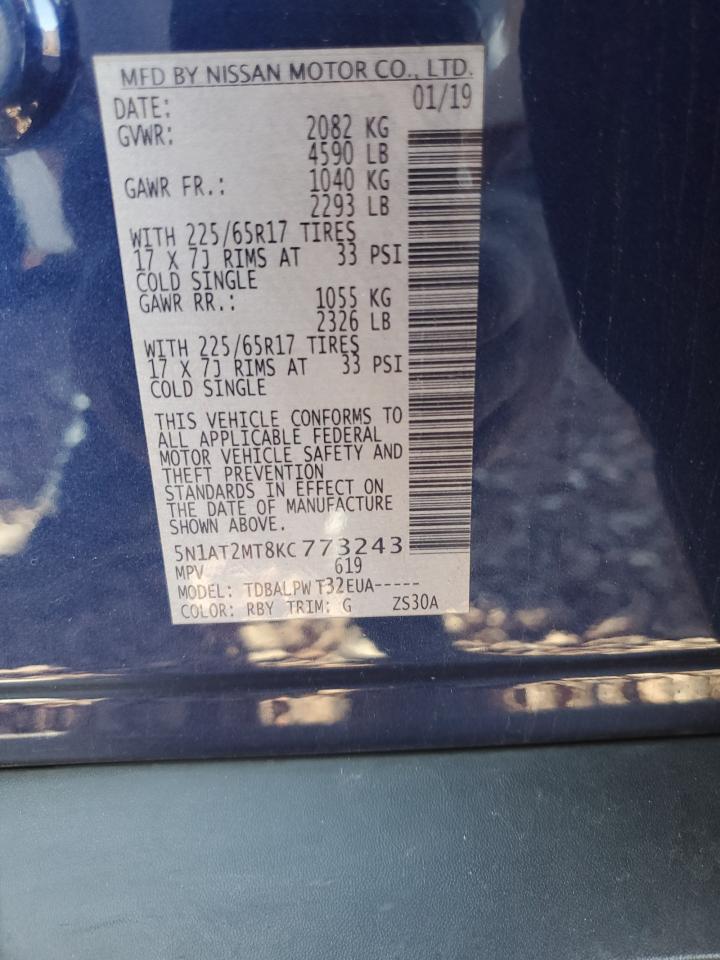 MFD BY NISSAN MOTOR CO., LTD.
DATE: 01/19
GVWR: 2082 KG
4590 LB
GAWR FR.: 1040 KG
2293 LB
WITH 225/65R17 TIRES
17 X 7J RIMS AT 33 PSI
COLD SINGLE
GAWR RR.: 1055 KG
2326 LB
WITH 225/65R17 TIRES
17 X 7J RIMS AT 33 PSI
COLD SINGLE
THIS VEHICLE CONFORMS TO
ALL APPLICABLE FEDERAL
MOTOR VEHICLE SAFETY AND
THEFT PREVENTION
STANDARDS IN EFFECT ON
THE DATE OF MANUFACTURE
SHOWN ABOVE.
5N1AT2MT8KC773243
MPV 619
MODEL: TDBALPW T32EUA-----
COLOR: RBY TRIM: G ZS30A